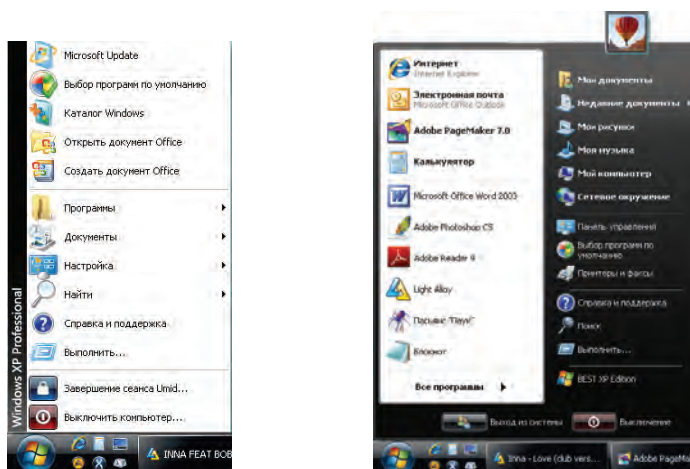 Microsoft Update
Выбор программ по умолчанию
Каталог Windows
Открыть документ Office
Создать документ Office
Программы
Документы
Настройка
Найти
Справка и поддержка
Выполнить...
Завершение сеанса Umid...
Выключить компьютер...
Windows XP Professional
INNA FEAT BOB
Интернет
Internet Explorer
Электронная почта
Microsoft Office Outlook
Adobe PageMaker 7.0
Калькулятор
Microsoft Office Word 2003
Adobe Photoshop CS
Adobe Reader 9
Light Alloy
Пасьянс "Паук"
Блокнот
Все программы
Мои документы
Недавние документы
Мои рисунки
Моя музыка
Мой компьютер
Сетевое окружение
Панель управления
Выбор программ по
умолчанию
Принтеры и факсы
Справка и поддержка
Поиск
Выполнить...
BEST XP Edition
Выход из системы
Выключение
Inna - Love (club vers...
Adobe PageMa